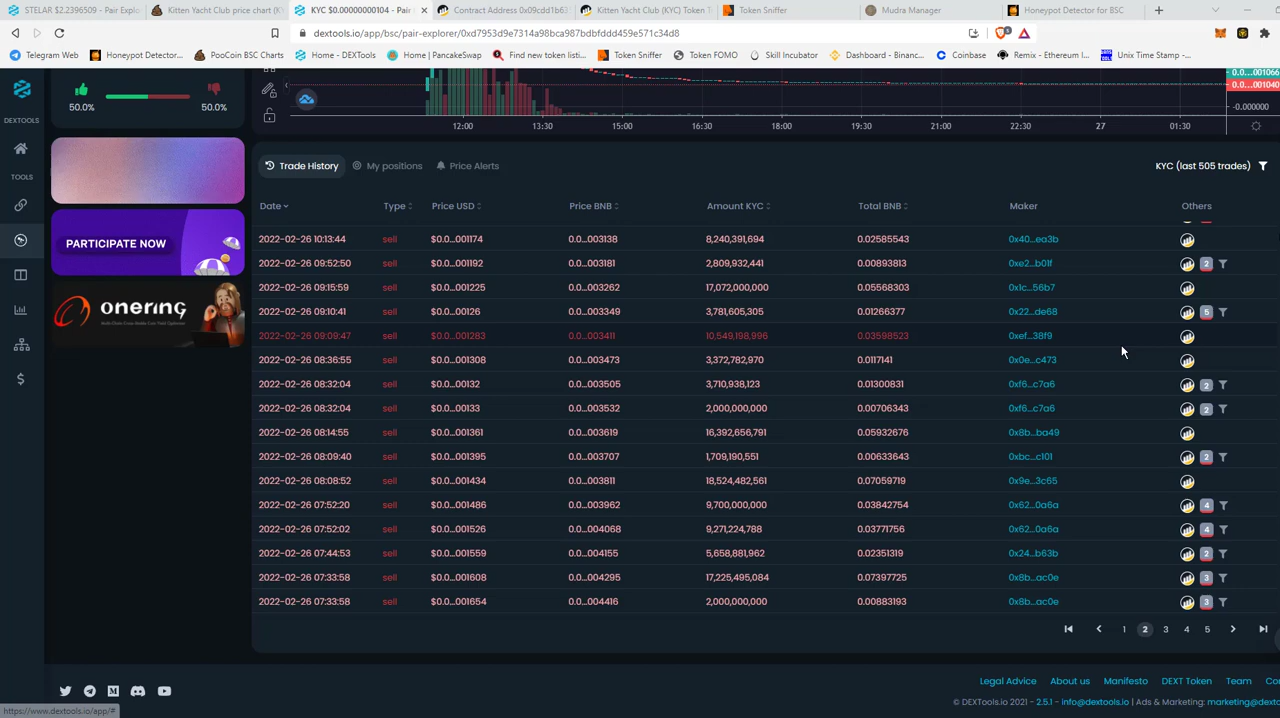 STELAR $2.2396509 - Pair Explo
Kitten Yacht Club price chart (K
KYC $0.00000000104 - Pair
Contract Address 0x09cdd1b63
Kitten Yacht Club (KYC) Token T
Token Sniffer
Mudra Manager
Honeypot Detector for BSC
dextools.io/app/bsc/pair-explorer/0xd7953d9e7314a98bca987bdbfddd459e571c34d8
Telegram Web
Honeypot Detector...
PooCoin BSC Charts
Home - DEXTools
Home | PancakeSwap
Find new token listi...
Token Sniffer
Token FOMO
Skill Incubator
Dashboard - Binanc...
Coinbase
Remix - Ethereum I...
Unix Time Stamp -...
50.0% 50.0%
DEXTOOLS
TOOLS
PARTICIPATE NOW
onering
0.0...001066
0.0...001040
-0.000000
12:00 13:30 15:00 16:30 18:00 19:30 21:00 22:30 27 01:30
Trade History My positions Price Alerts KYC (last 505 trades)
Date Type Price USD Price BNB Amount KYC Total BNB Maker Others
2022-02-26 10:13:44 sell $0.0...001174 0.0...003138 8,240,391,694 0.02585543 0x40...ea3b
2022-02-26 09:52:50 sell $0.0...001192 0.0...003181 2,809,932,441 0.00893813 0xe2...b01f 2
2022-02-26 09:15:59 sell $0.0...001225 0.0...003262 17,072,000,000 0.05568303 0x1c...56b7
2022-02-26 09:10:41 sell $0.0...00126 0.0...003349 3,781,605,305 0.01266377 0x22...de68 5
2022-02-26 09:09:47 sell $0.0...001283 0.0...003411 10,549,198,996 0.03598523 0xef...38f9
2022-02-26 08:36:55 sell $0.0...001308 0.0...003473 3,372,782,970 0.0117141 0x0e...c473
2022-02-26 08:32:04 sell $0.0...00132 0.0...003505 3,710,938,123 0.01300831 0xf6...c7a6 2
2022-02-26 08:32:04 sell $0.0...00133 0.0...003532 2,000,000,000 0.00706343 0xf6...c7a6 2
2022-02-26 08:14:55 sell $0.0...001361 0.0...003619 16,392,656,791 0.05932676 0x8b...ba49
2022-02-26 08:09:40 sell $0.0...001395 0.0...003707 1,709,190,551 0.00633643 0xbc...c101 2
2022-02-26 08:08:52 sell $0.0...001434 0.0...003811 18,524,482,561 0.07059719 0x9e...3c65
2022-02-26 07:52:20 sell $0.0...001486 0.0...003962 9,700,000,000 0.03842754 0x62...0a6a 4
2022-02-26 07:52:02 sell $0.0...001526 0.0...004068 9,271,224,788 0.03771756 0x62...0a6a 4
2022-02-26 07:44:53 sell $0.0...001559 0.0...004155 5,658,881,962 0.02351319 0x24...b63b 2
2022-02-26 07:33:58 sell $0.0...001608 0.0...004295 17,225,495,084 0.07397725 0x8b...ac0e 3
2022-02-26 07:33:58 sell $0.0...001654 0.0...004416 2,000,000,000 0.00883193 0x8b...ac0e 3
1 2 3 4 5
Legal Advice About us Manifesto DEXT Token Team Co
© DEXTools.io 2021 - 2.5.1 - info@dextools.io | Ads & Marketing: marketing@dext
https://www.dextools.io/app/#